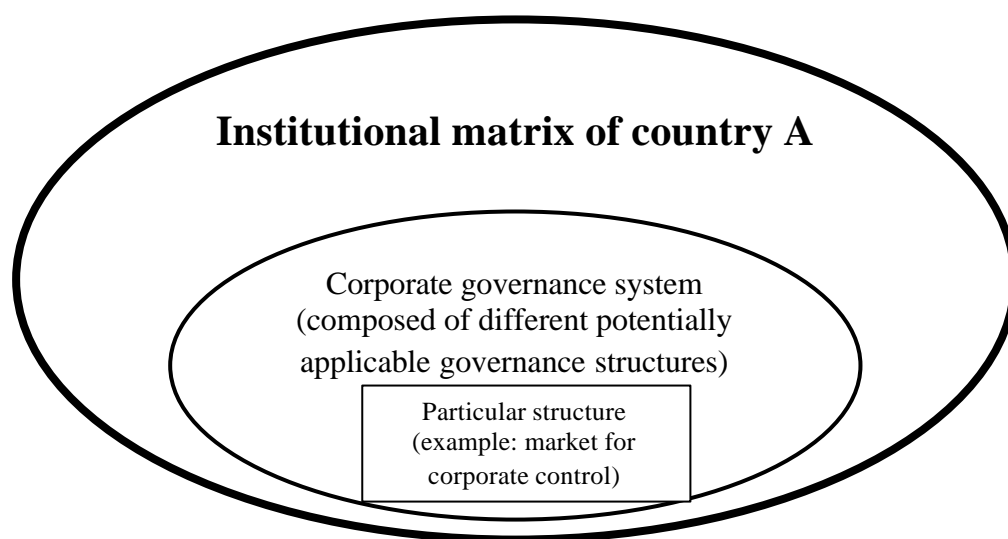 Institutional matrix of country A
Corporate governance system
(composed of different potentially
applicable governance structures)
Particular structure
(example: market for
corporate control)